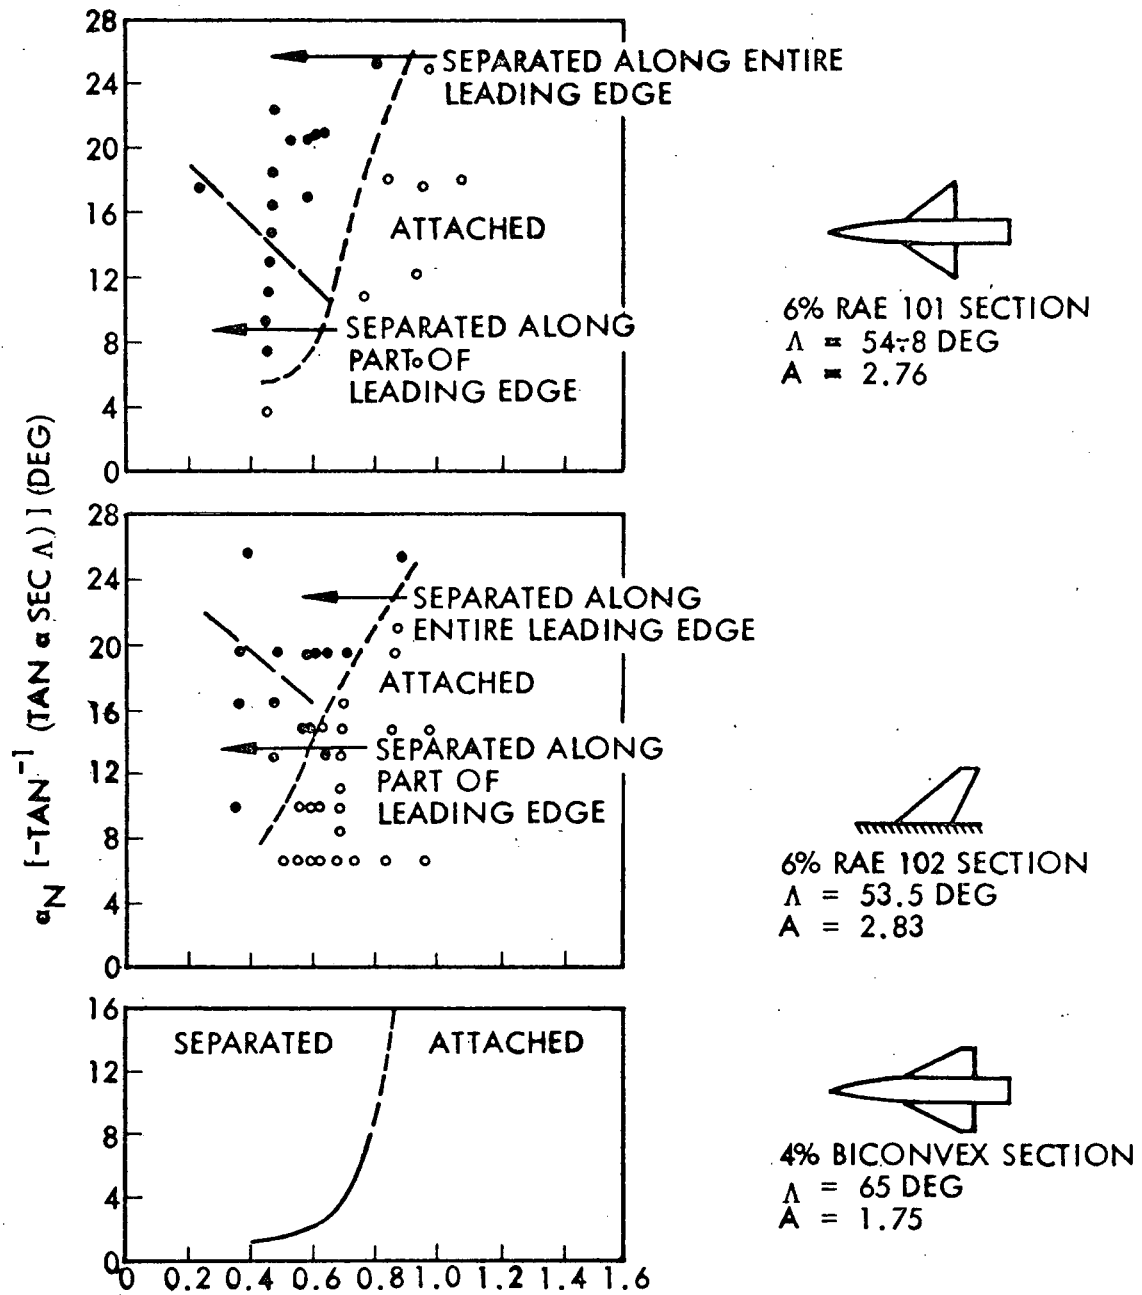 28
24
20
16
12
8
4
0
SEPARATED ALONG ENTIRE
LEADING EDGE
ATTACHED
SEPARATED ALONG
PART OF
LEADING EDGE
6% RAE 101 SECTION
Λ = 54.8 DEG
A = 2.76
αN [-TAN⁻¹ (TAN α SEC Λ)] (DEG)
28
24
20
16
12
8
4
0
SEPARATED ALONG
ENTIRE LEADING EDGE
ATTACHED
SEPARATED ALONG
PART OF
LEADING EDGE
6% RAE 102 SECTION
Λ = 53.5 DEG
A = 2.83
16
12
8
4
0
SEPARATED ATTACHED
0 0.2 0.4 0.6 0.8 1.0 1.2 1.4 1.6
4% BICONVEX SECTION
Λ = 65 DEG
A = 1.75